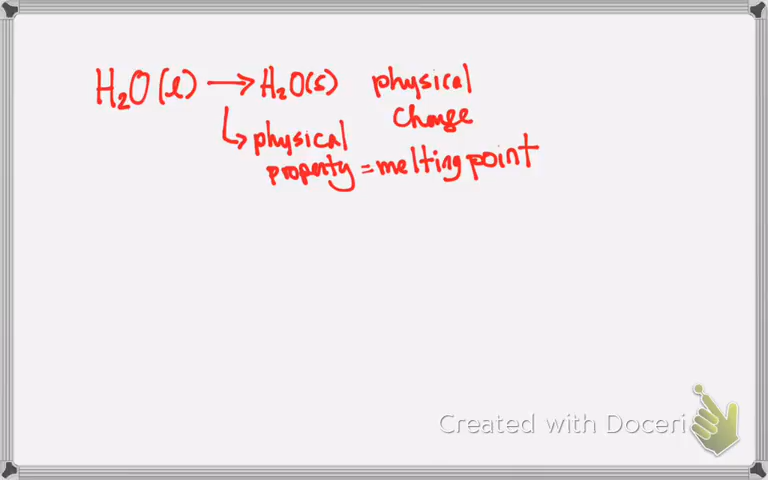 H₂O(l) → H₂O(s) physical change
↳ physical property = melting point
Created with Doceri